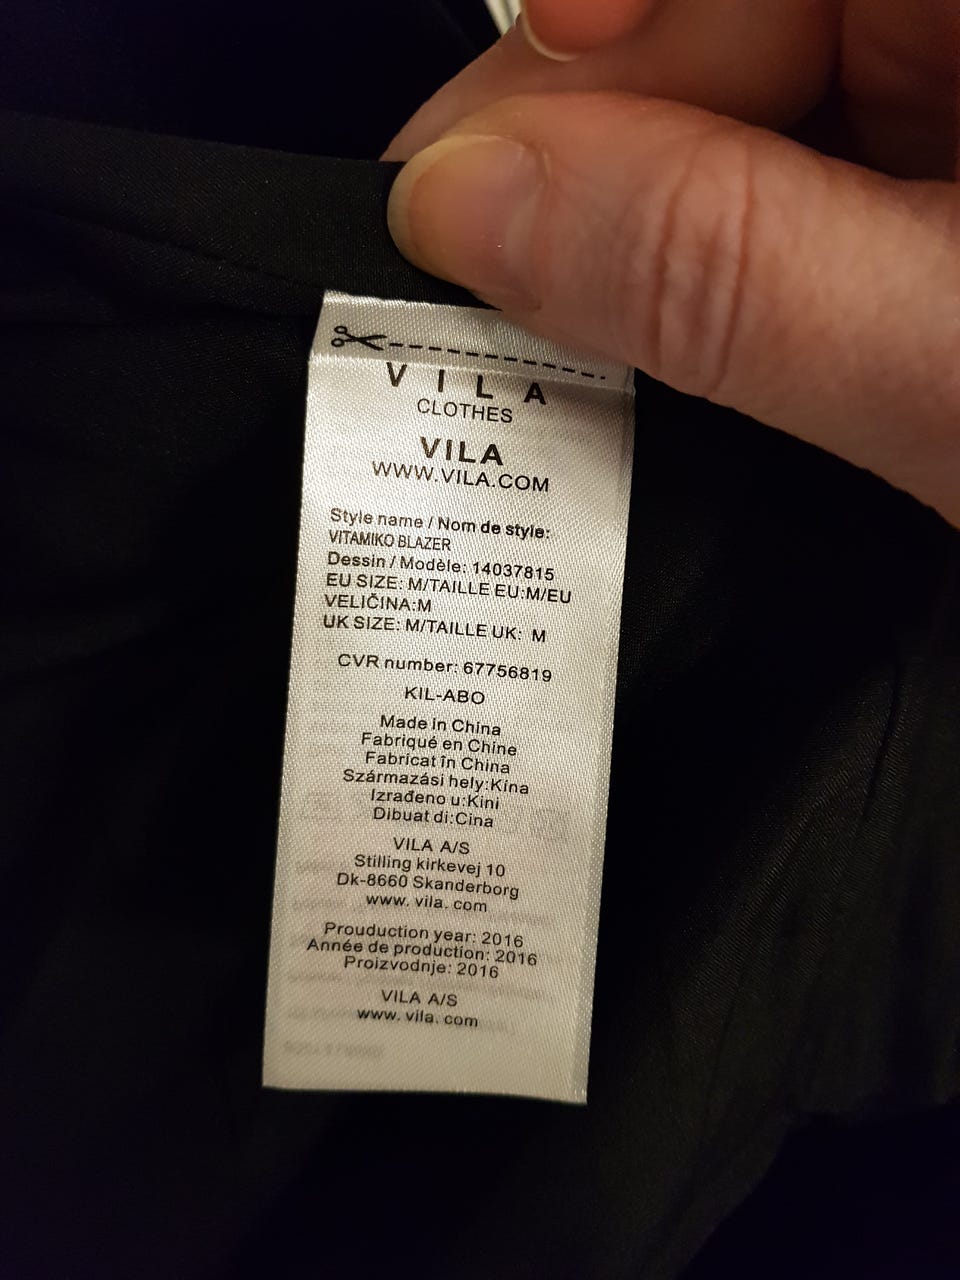 V I L A
CLOTHES
VILA
WWW.VILA.COM
Style name / Nom de style:
VITAMIKO BLAZER
Dessin / Modèle: 14037815
EU SIZE: M/TAILLE EU:M/EU
VELIČINA:M
UK SIZE: M/TAILLE UK: M
CVR number: 67756819
KIL-ABO
Made In China
Fabriqué en Chine
Fabricat în China
Származási hely:Kína
Izrađeno u:Kini
Dibuat di:Cina
VILA A/S
Stilling kirkevej 10
Dk-8660 Skanderborg
www. vila. com
Prouduction year: 2016
Année de production: 2016
Proizvodnje: 2016
VILA A/S
www. vila. com